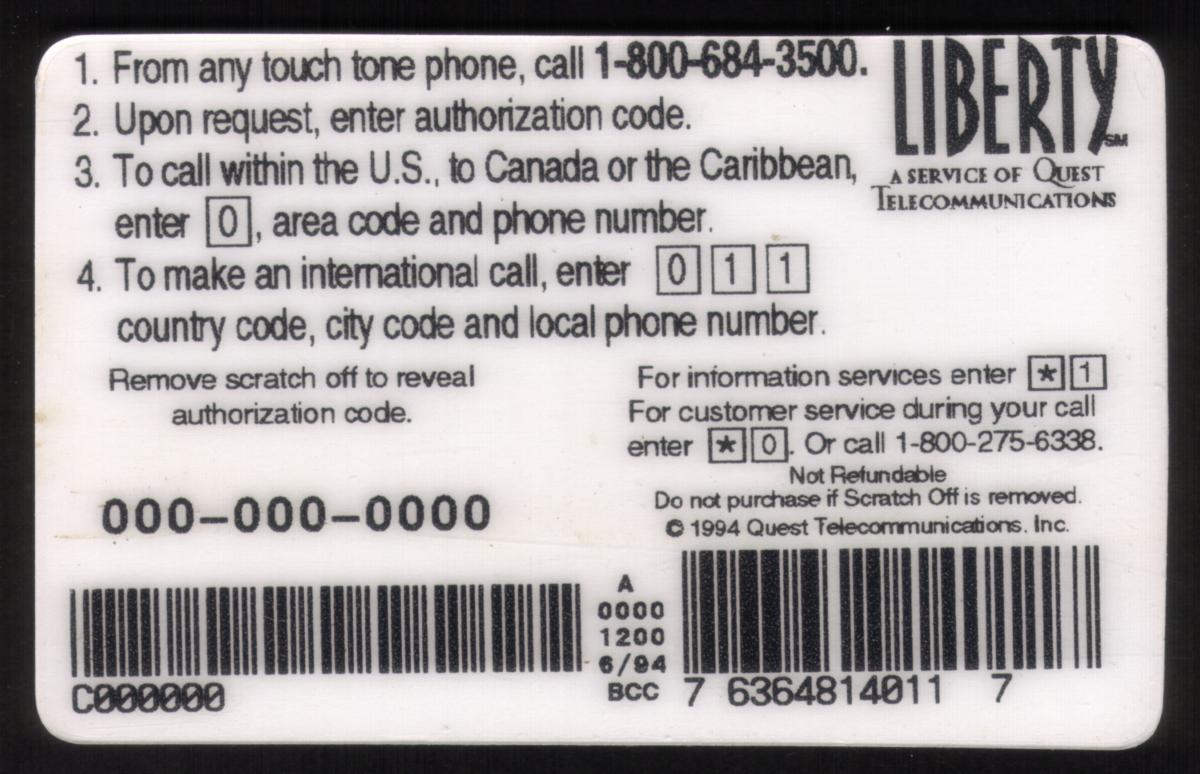 1. From any touch tone phone, call 1-800-684-3500.
2. Upon request, enter authorization code.
3. To call within the U.S., to Canada or the Caribbean,
enter 0, area code and phone number.
4. To make an international call, enter 0 1 1
country code, city code and local phone number.
LIBERTY SM
A SERVICE OF QUEST
TELECOMMUNICATIONS
Remove scratch off to reveal
authorization code.
000-000-0000
For information services enter * 1
For customer service during your call
enter * 0. Or call 1-800-275-6338.
Not Refundable
Do not purchase if Scratch Off is removed.
© 1994 Quest Telecommunications, Inc.
C000000
A
0000
1200
6/94
BCC
7 6364814011 7